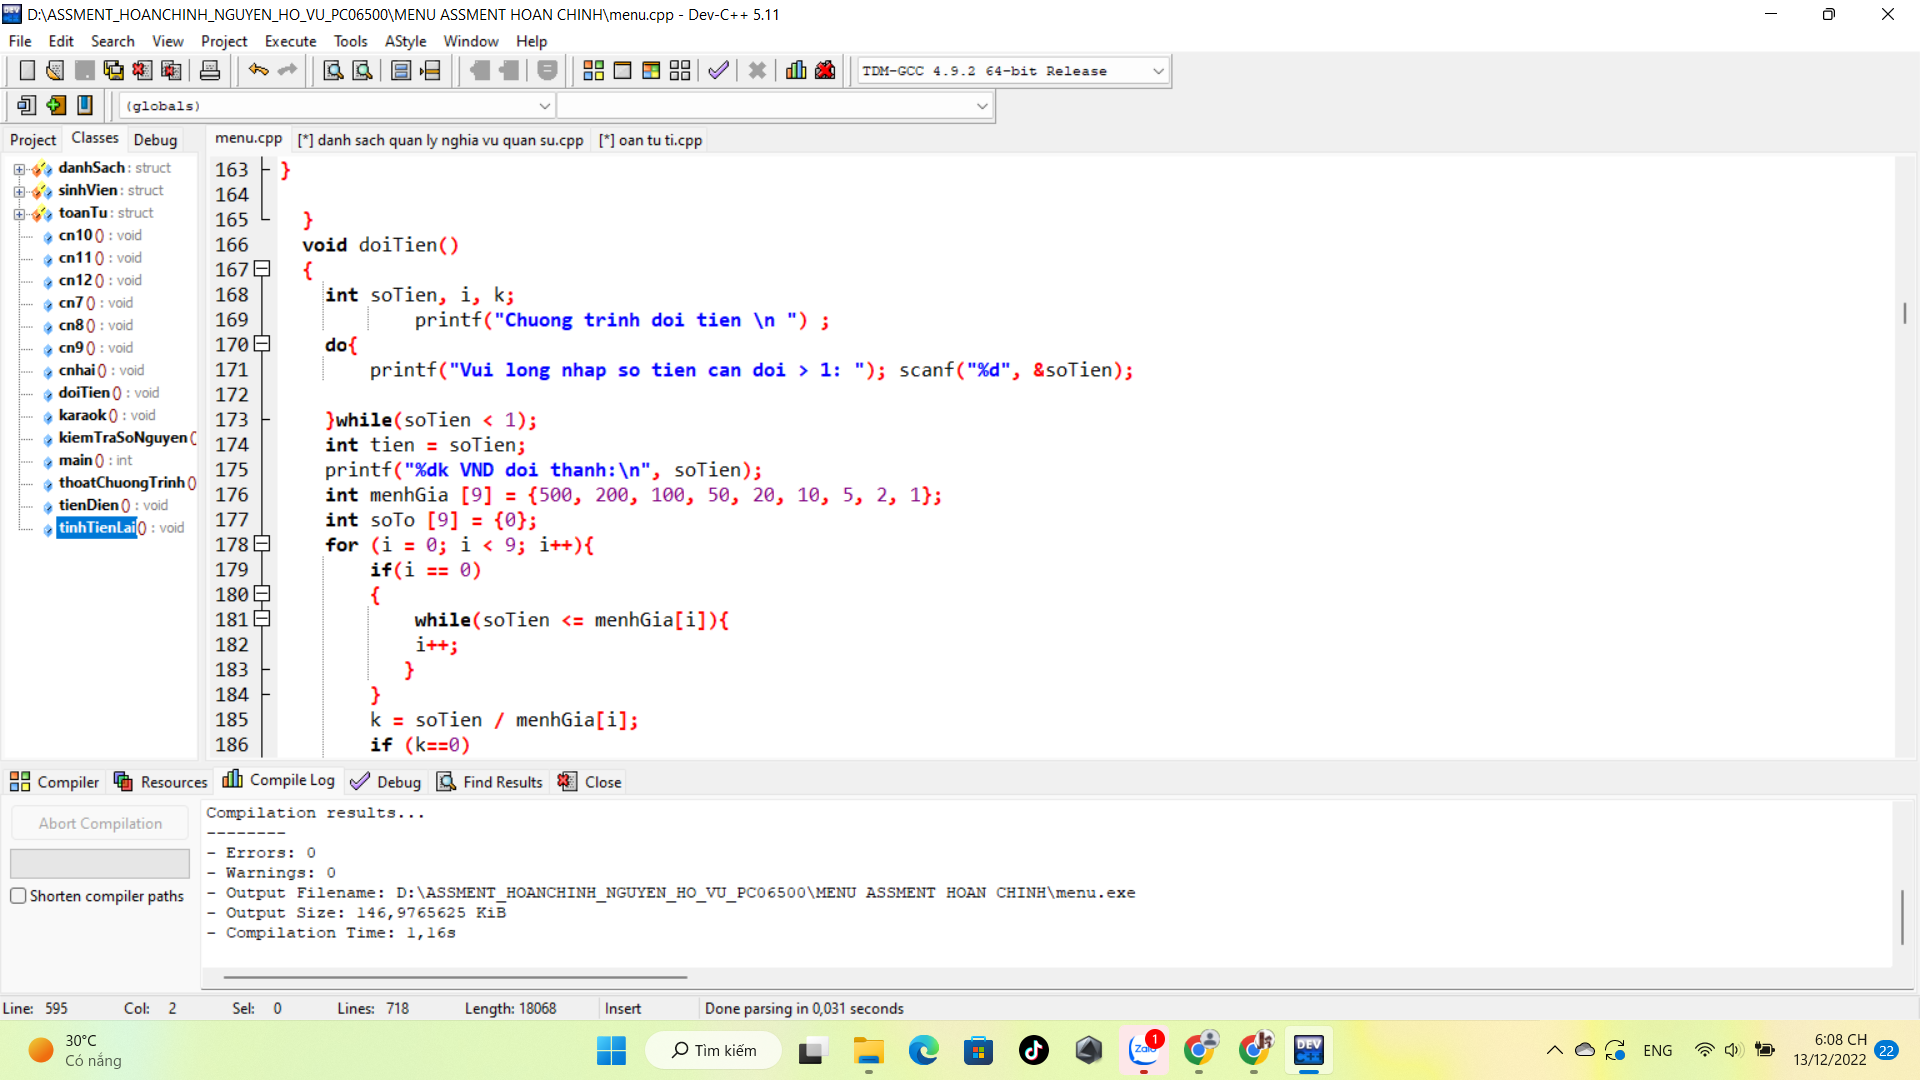 D:\ASSMENT_HOANCHINH_NGUYEN_HO_VU_PC06500\MENU ASSMENT HOAN CHINH\menu.cpp - Dev-C++ 5.11
File Edit Search View Project Execute Tools AStyle Window Help
TDM-GCC 4.9.2 64-bit Release
(globals)
Project Classes Debug
menu.cpp [*] danh sach quan ly nghia vu quan su.cpp [*] oan tu ti.cpp
danhSach : struct
sinhVien : struct
toanTu : struct
cn10 () : void
cn11 () : void
cn12 () : void
cn7 () : void
cn8 () : void
cn9 () : void
cnhai () : void
doiTien () : void
karaok () : void
kiemTraSoNguyen (
main () : int
thoatChuongTrinh ()
tienDien () : void
tinhTienLai () : void
163 }
164
165 }
166 void doiTien()
167 {
168 int soTien, i, k;
169 printf("Chuong trinh doi tien \n ") ;
170 do{
171 printf("Vui long nhap so tien can doi > 1: "); scanf("%d", &soTien);
172
173 }while(soTien < 1);
174 int tien = soTien;
175 printf("%dk VND doi thanh:\n", soTien);
176 int menhGia [9] = {500, 200, 100, 50, 20, 10, 5, 2, 1};
177 int soTo [9] = {0};
178 for (i = 0; i < 9; i++){
179 if(i == 0)
180 {
181 while(soTien <= menhGia[i]){
182 i++;
183 }
184 }
185 k = soTien / menhGia[i];
186 if (k==0)
Compiler Resources Compile Log Debug Find Results Close
Abort Compilation
Shorten compiler paths
Compilation results...
--------
- Errors: 0
- Warnings: 0
- Output Filename: D:\ASSMENT_HOANCHINH_NGUYEN_HO_VU_PC06500\MENU ASSMENT HOAN CHINH\menu.exe
- Output Size: 146,9765625 KiB
- Compilation Time: 1,16s
Line: 595 Col: 2 Sel: 0 Lines: 718 Length: 18068 Insert Done parsing in 0,031 seconds
30°C
Có nắng
Tìm kiếm
Zalo
1
DEV
C++
ENG
6:08 CH
13/12/2022
22